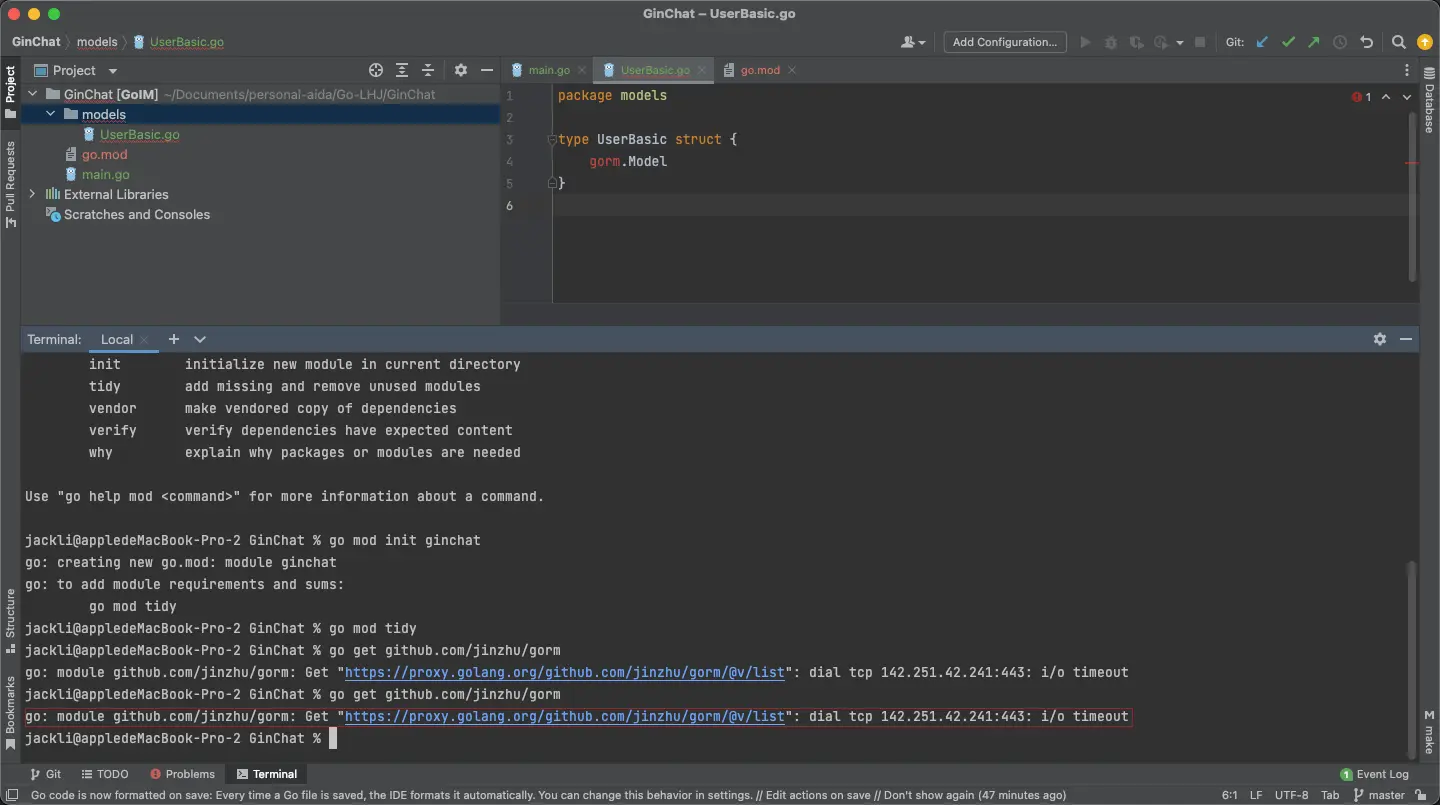 GinChat – UserBasic.go
GinChat models UserBasic.go
Add Configuration...
Git:
Project
main.go
UserBasic.go
go.mod
GinChat [GoIM] ~/Documents/personal-aida/Go-LHJ/GinChat
models
UserBasic.go
go.mod
main.go
External Libraries
Scratches and Consoles
Project
Pull Requests
Structure
Bookmarks
1 package models
2
3 type UserBasic struct {
4 gorm.Model
5 }
6
1
Database
M make
Terminal: Local
init initialize new module in current directory
tidy add missing and remove unused modules
vendor make vendored copy of dependencies
verify verify dependencies have expected content
why explain why packages or modules are needed
Use "go help mod <command>" for more information about a command.
jackli@appledeMacBook-Pro-2 GinChat % go mod init ginchat
go: creating new go.mod: module ginchat
go: to add module requirements and sums:
go mod tidy
jackli@appledeMacBook-Pro-2 GinChat % go mod tidy
jackli@appledeMacBook-Pro-2 GinChat % go get github.com/jinzhu/gorm
go: module github.com/jinzhu/gorm: Get "https://proxy.golang.org/github.com/jinzhu/gorm/@v/list": dial tcp 142.251.42.241:443: i/o timeout
jackli@appledeMacBook-Pro-2 GinChat % go get github.com/jinzhu/gorm
go: module github.com/jinzhu/gorm: Get "https://proxy.golang.org/github.com/jinzhu/gorm/@v/list": dial tcp 142.251.42.241:443: i/o timeout
jackli@appledeMacBook-Pro-2 GinChat %
Git TODO Problems Terminal
1 Event Log
Go code is now formatted on save: Every time a Go file is saved, the IDE formats it automatically. You can change this behavior in settings. // Edit actions on save // Don't show again (47 minutes ago)
6:1 LF UTF-8 Tab master